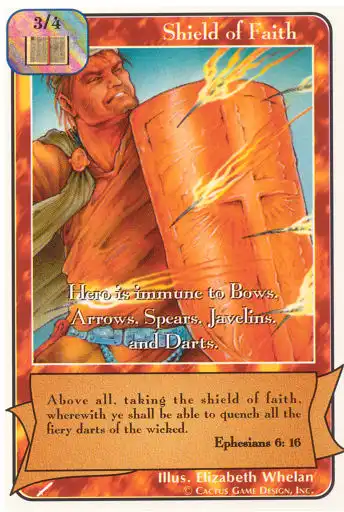 3/4
Shield of Faith
Hero is immune to Bows,
Arrows, Spears, Javelins,
and Darts.
Above all, taking the shield of faith,
wherewith ye shall be able to quench all the
fiery darts of the wicked.
Ephesians 6: 16
Illus. Elizabeth Whelan
© Cactus Game Design, Inc.